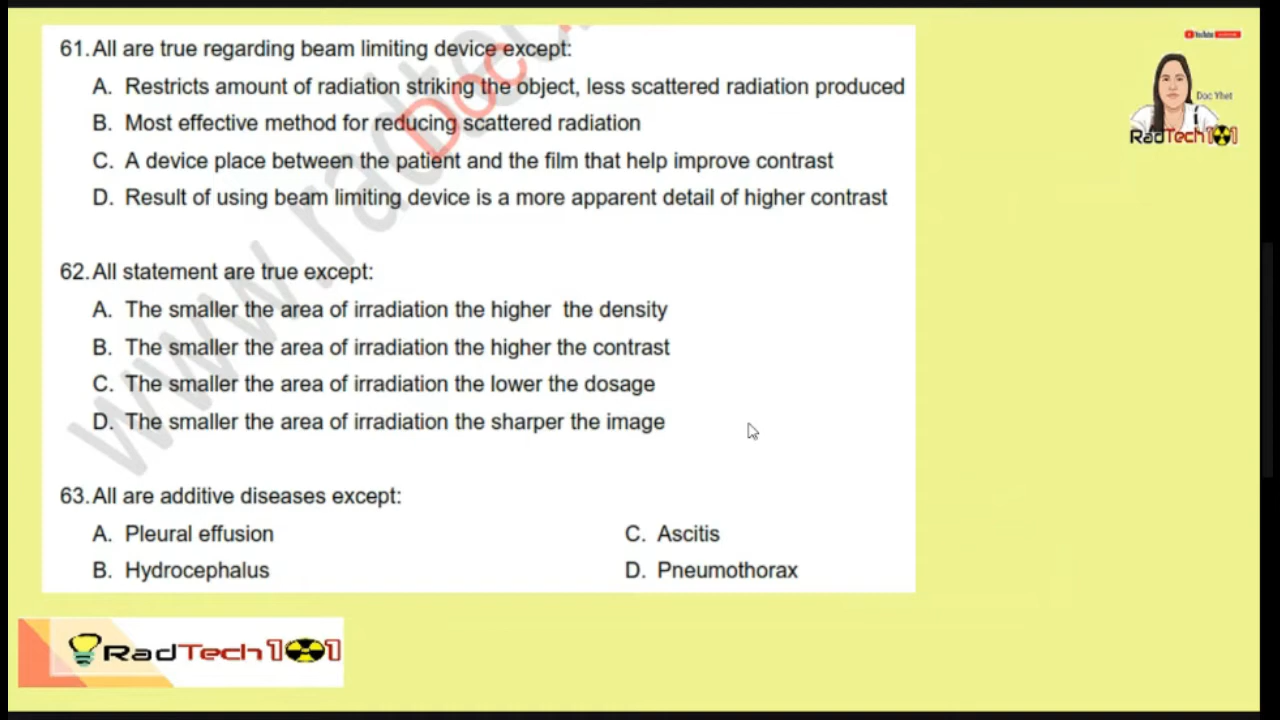 61. All are true regarding beam limiting device except:
A. Restricts amount of radiation striking the object, less scattered radiation produced
B. Most effective method for reducing scattered radiation
C. A device place between the patient and the film that help improve contrast
D. Result of using beam limiting device is a more apparent detail of higher contrast
62. All statement are true except:
A. The smaller the area of irradiation the higher the density
B. The smaller the area of irradiation the higher the contrast
C. The smaller the area of irradiation the lower the dosage
D. The smaller the area of irradiation the sharper the image
63. All are additive diseases except:
A. Pleural effusion C. Ascitis
B. Hydrocephalus D. Pneumothorax
YouTube
Doc Yhet
RadTech101
RadTech101